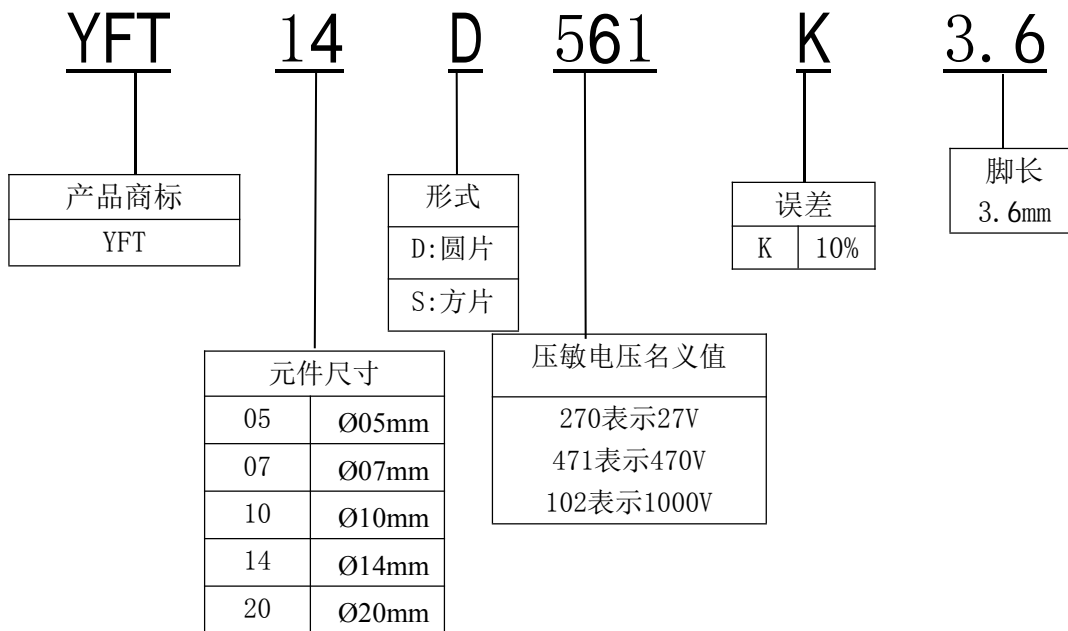 YFT 14 D 561 K 3.6
产品商标
YFT
形式
D:圆片
S:方片
误差
K 10%
脚长
3.6mm
元件尺寸
05 Ø05mm
07 Ø07mm
10 Ø10mm
14 Ø14mm
20 Ø20mm
压敏电压名义值
270表示27V
471表示470V
102表示1000V